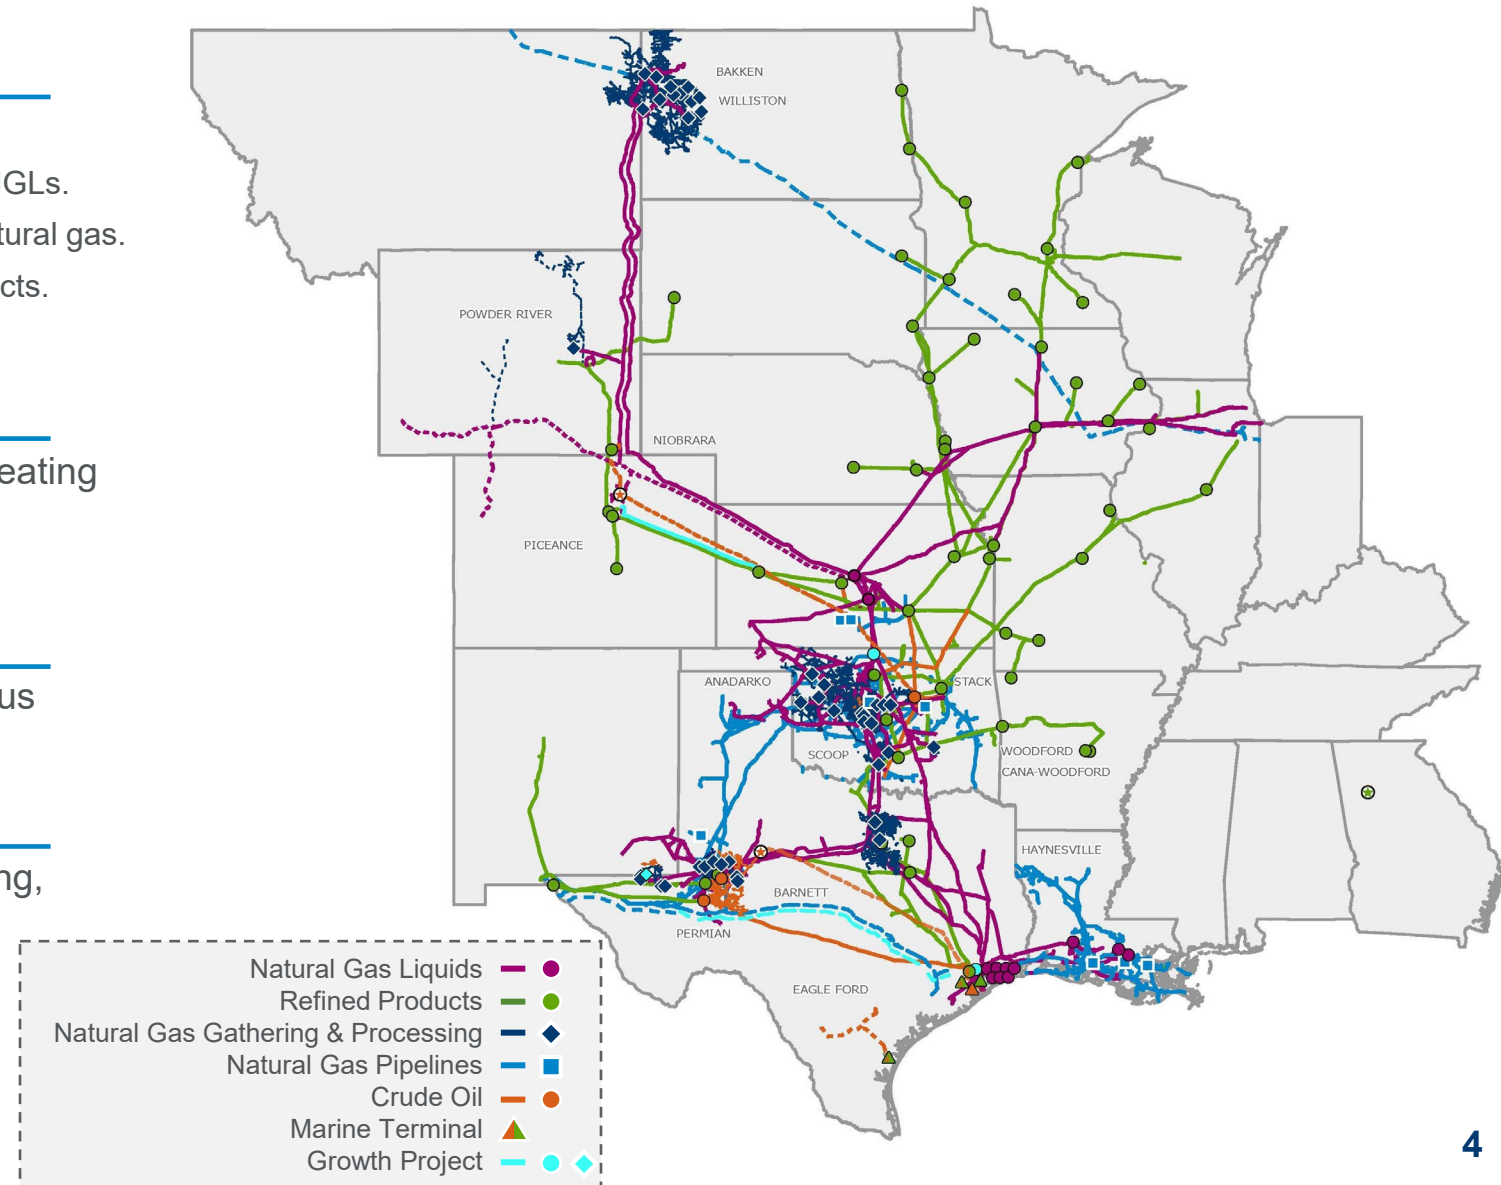 IGLs.
tural gas.
cts.
eating
us
ng,
BAKKEN
WILLISTON
POWDER RIVER
NIOBRARA
PICEANCE
ANADARKO
STACK
SCOOP
WOODFORD
CANA-WOODFORD
HAYNESVILLE
BARNETT
PERMIAN
EAGLE FORD
Natural Gas Liquids
Refined Products
Natural Gas Gathering & Processing
Natural Gas Pipelines
Crude Oil
Marine Terminal
Growth Project
4